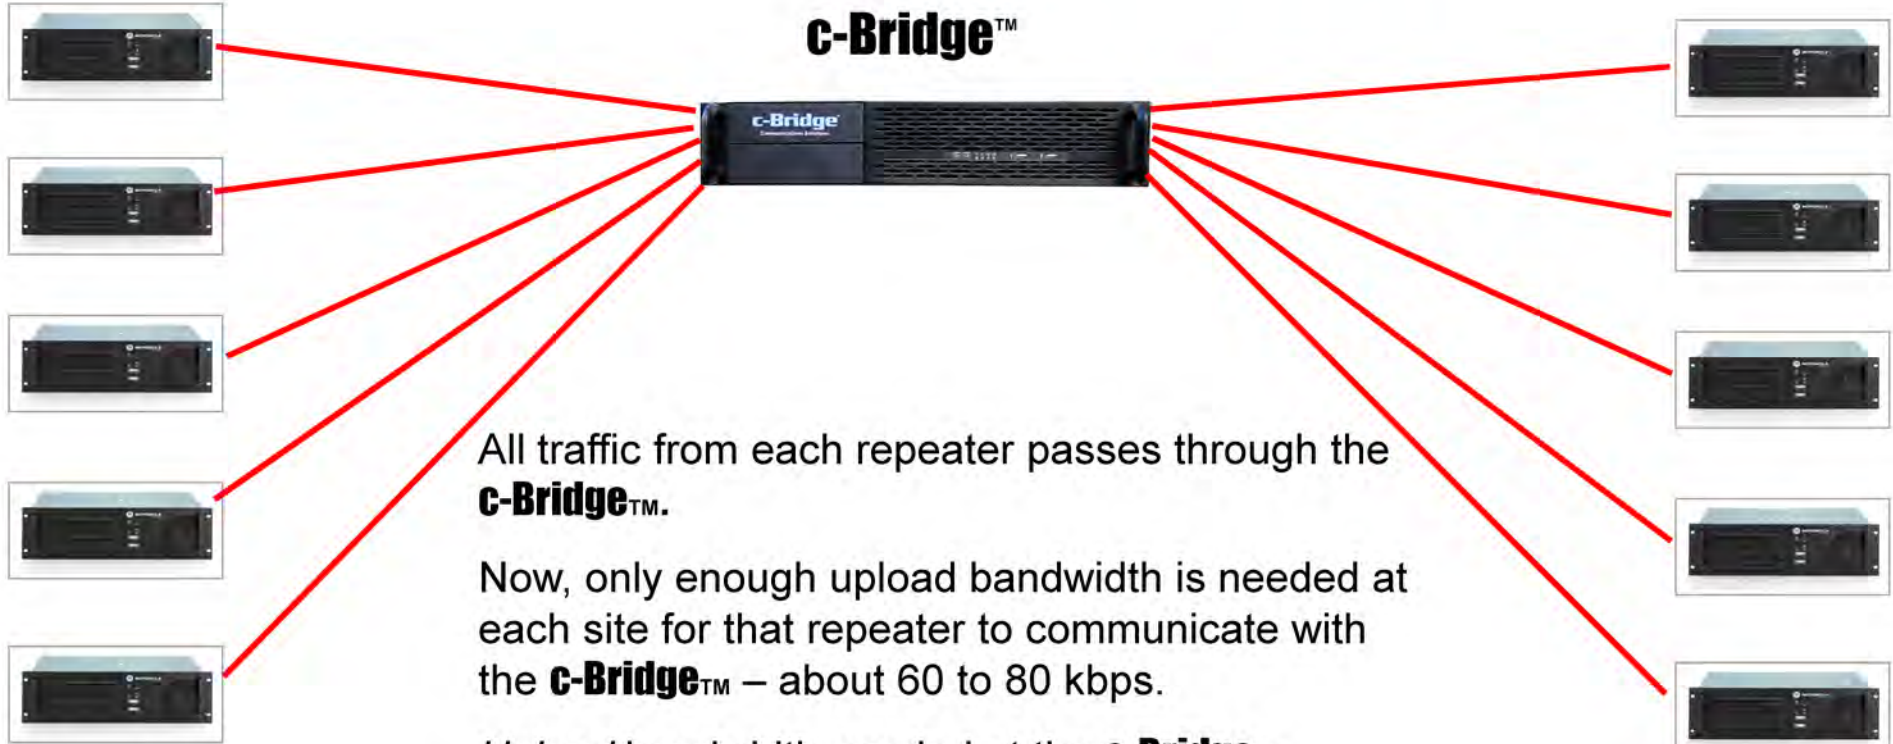 c-Bridge™
c-Bridge
All traffic from each repeater passes through the
c-Bridge™.
Now, only enough upload bandwidth is needed at
each site for that repeater to communicate with
the c-Bridge™ – about 60 to 80 kbps.